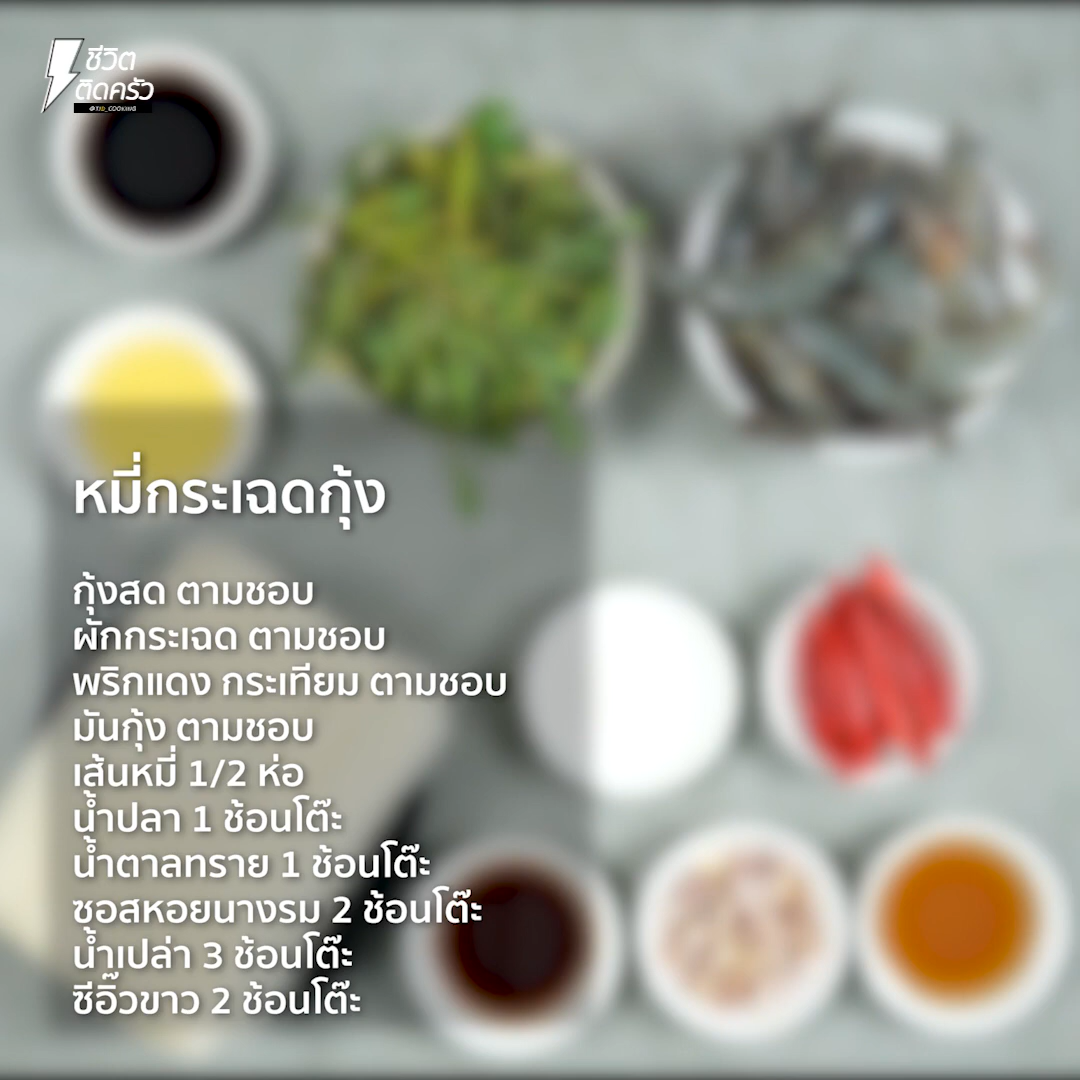 ชีวิต
ติดครัว
@TJD_COOKING
หมี่กระเฉดกุ้ง
กุ้งสด ตามชอบ
ผักกระเฉด ตามชอบ
พริกแดง กระเทียม ตามชอบ
มันกุ้ง ตามชอบ
เส้นหมี่ 1/2 ห่อ
น้ำปลา 1 ช้อนโต๊ะ
น้ำตาลทราย 1 ช้อนโต๊ะ
ซอสหอยนางรม 2 ช้อนโต๊ะ
น้ำเปล่า 3 ช้อนโต๊ะ
ซีอิ๊วขาว 2 ช้อนโต๊ะ